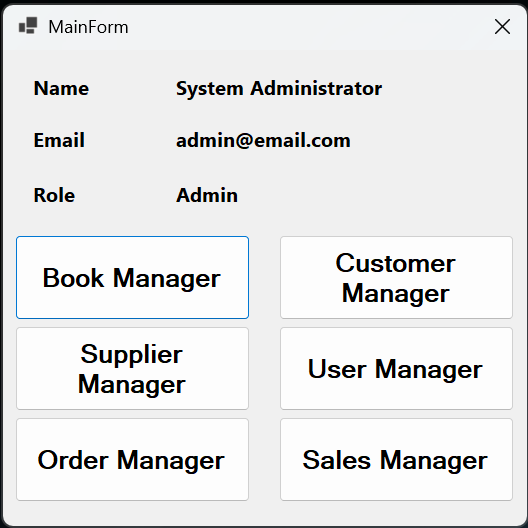 MainForm
Name System Administrator
Email admin@email.com
Role Admin
Book Manager
Customer
Manager
Supplier
Manager
User Manager
Order Manager
Sales Manager